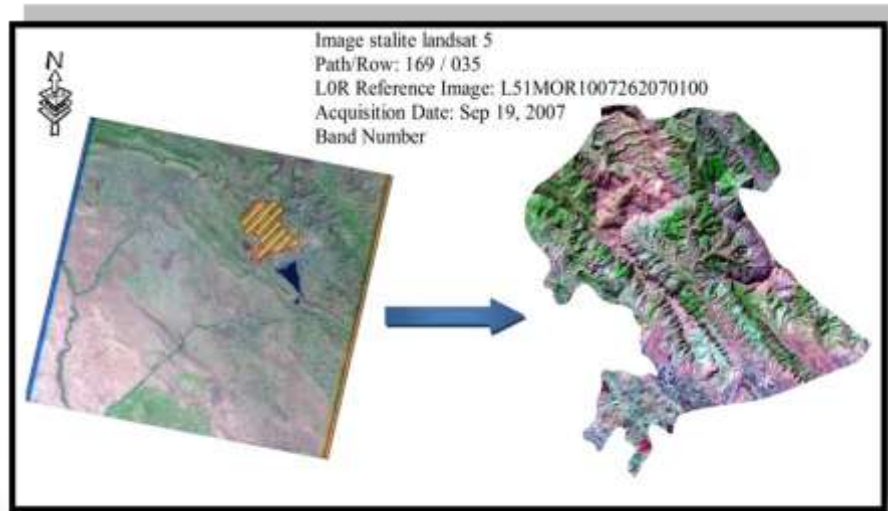 N
Image stalite landsat 5
Path/Row: 169 / 035
L0R Reference Image: L51MOR1007262070100
Acquisition Date: Sep 19, 2007
Band Number